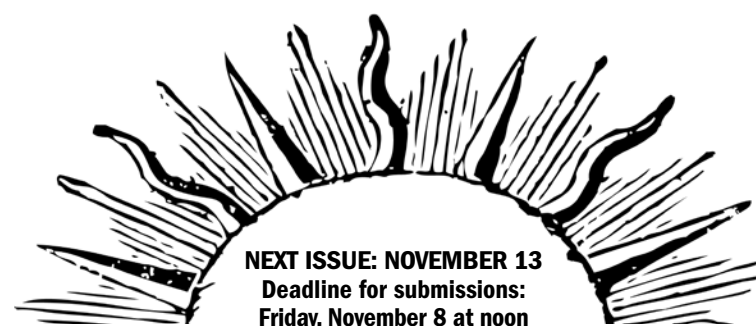 NEXT ISSUE: NOVEMBER 13
Deadline for submissions:
Friday, November 8 at noon